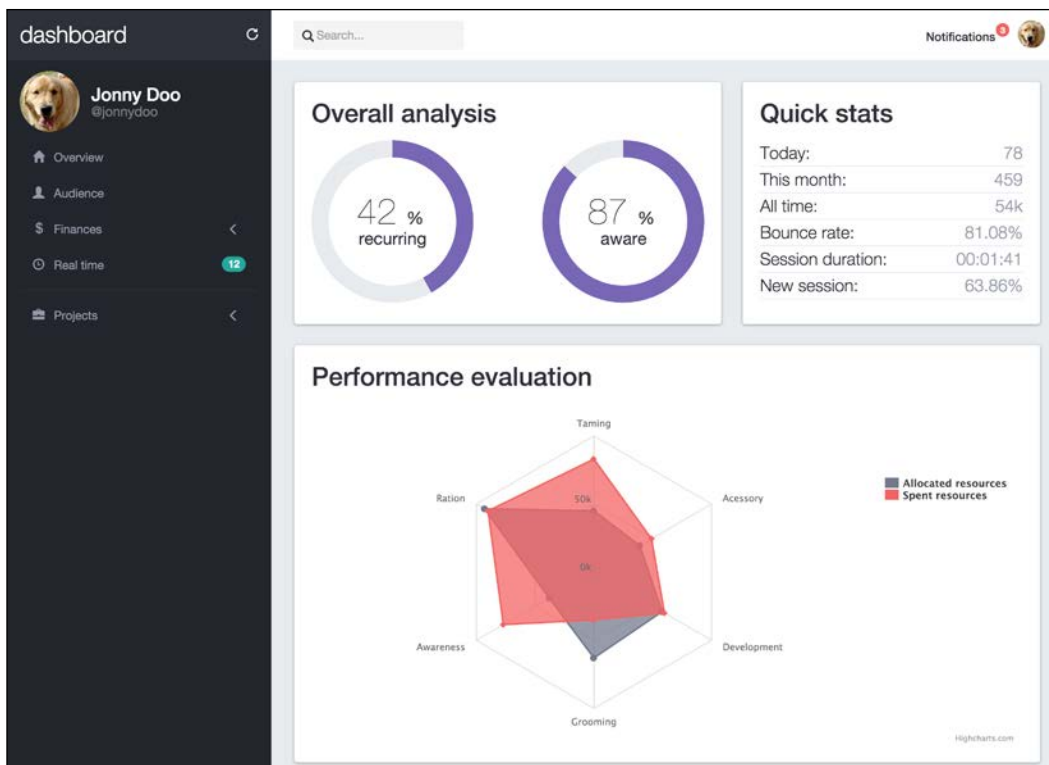 dashboard
Search...
Notifications 3
Jonny Doo
@jonnydoo
Overview
Audience
$ Finances
Real time 12
Projects
Overall analysis
42 %
recurring
87 %
aware
Quick stats
Today: 78
This month: 459
All time: 54k
Bounce rate: 81.08%
Session duration: 00:01:41
New session: 63.86%
Performance evaluation
Taming
Ration
50k
Acessory
Allocated resources
Spent resources
0k
Awareness
Development
Grooming
Highcharts.com